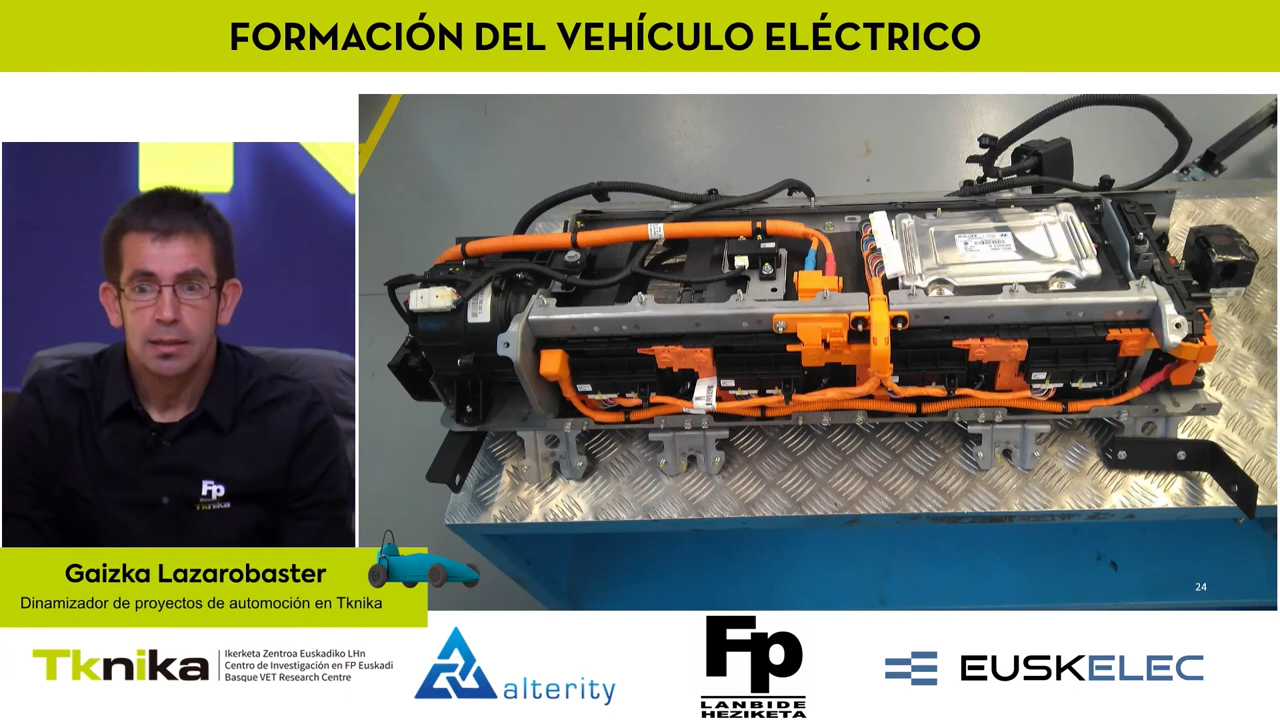 FORMACIÓN DEL VEHÍCULO ELÉCTRICO
Fp
Tknika
24
Gaizka Lazarobaster
Dinamizador de proyectos de automoción en Tknika
Tknika
Ikerketa Zentroa Euskadiko LHn
Centro de Investigación en FP Euskadi
Basque VET Research Centre
alterity
Fp
LANBIDE
HEZIKETA
EUSKELEC